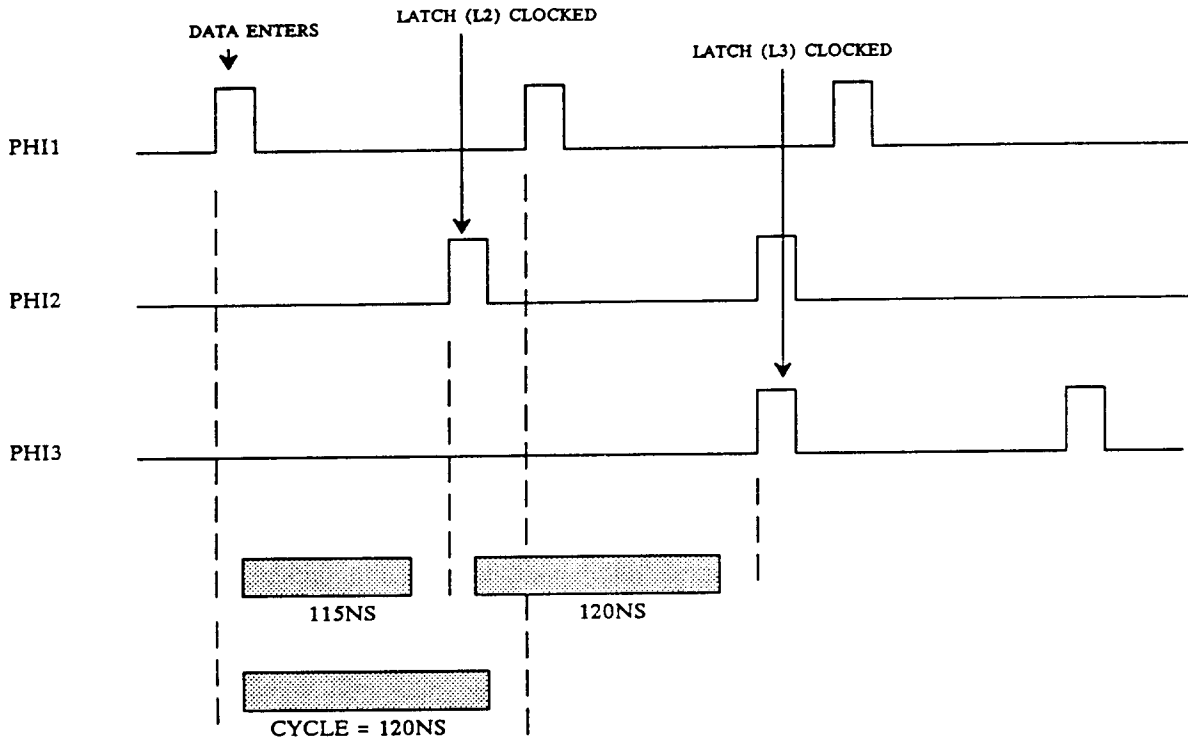 LATCH (L2) CLOCKED
DATA ENTERS
LATCH (L3) CLOCKED
PHI1
PHI2
PHI3
115NS
120NS
CYCLE = 120NS